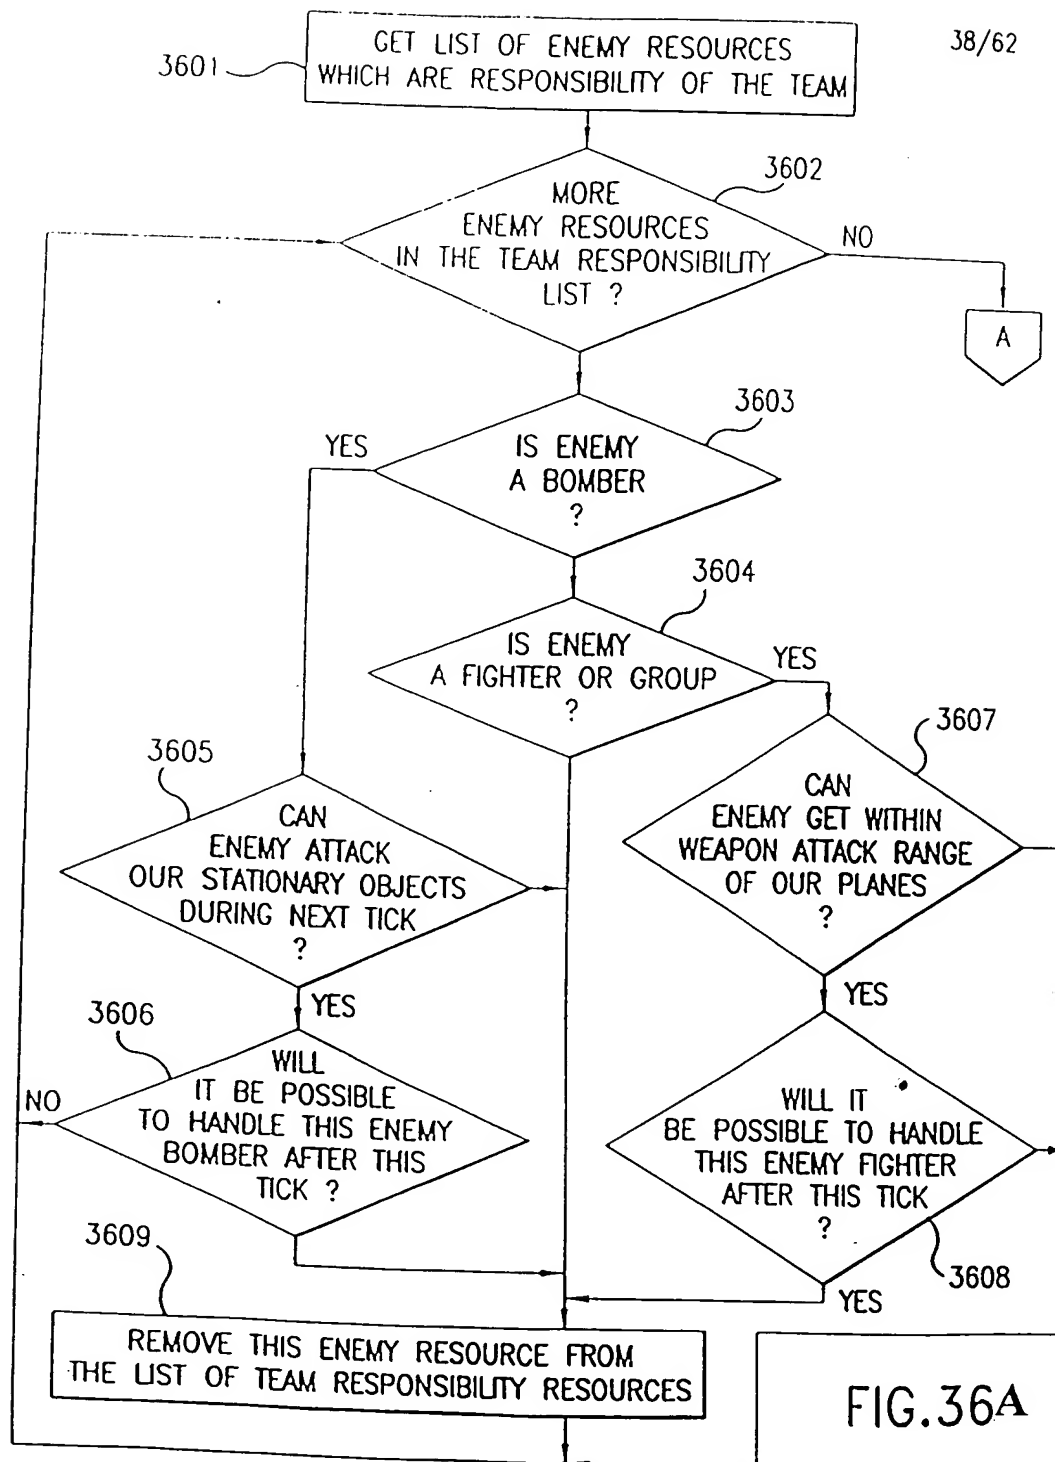 38/62
3601
GET LIST OF ENEMY RESOURCES
WHICH ARE RESPONSIBILITY OF THE TEAM
3602
MORE
ENEMY RESOURCES
IN THE TEAM RESPONSIBILITY
LIST ?
NO
A
3603
YES
IS ENEMY
A BOMBER
?
3604
IS ENEMY
A FIGHTER OR GROUP
?
YES
3605
CAN
ENEMY ATTACK
OUR STATIONARY OBJECTS
DURING NEXT TICK
?
YES
3607
CAN
ENEMY GET WITHIN
WEAPON ATTACK RANGE
OF OUR PLANES
?
YES
3606
NO
WILL
IT BE POSSIBLE
TO HANDLE THIS ENEMY
BOMBER AFTER THIS
TICK ?
WILL IT
BE POSSIBLE TO HANDLE
THIS ENEMY FIGHTER
AFTER THIS TICK
?
3608
YES
3609
REMOVE THIS ENEMY RESOURCE FROM
THE LIST OF TEAM RESPONSIBILITY RESOURCES
FIG.36A